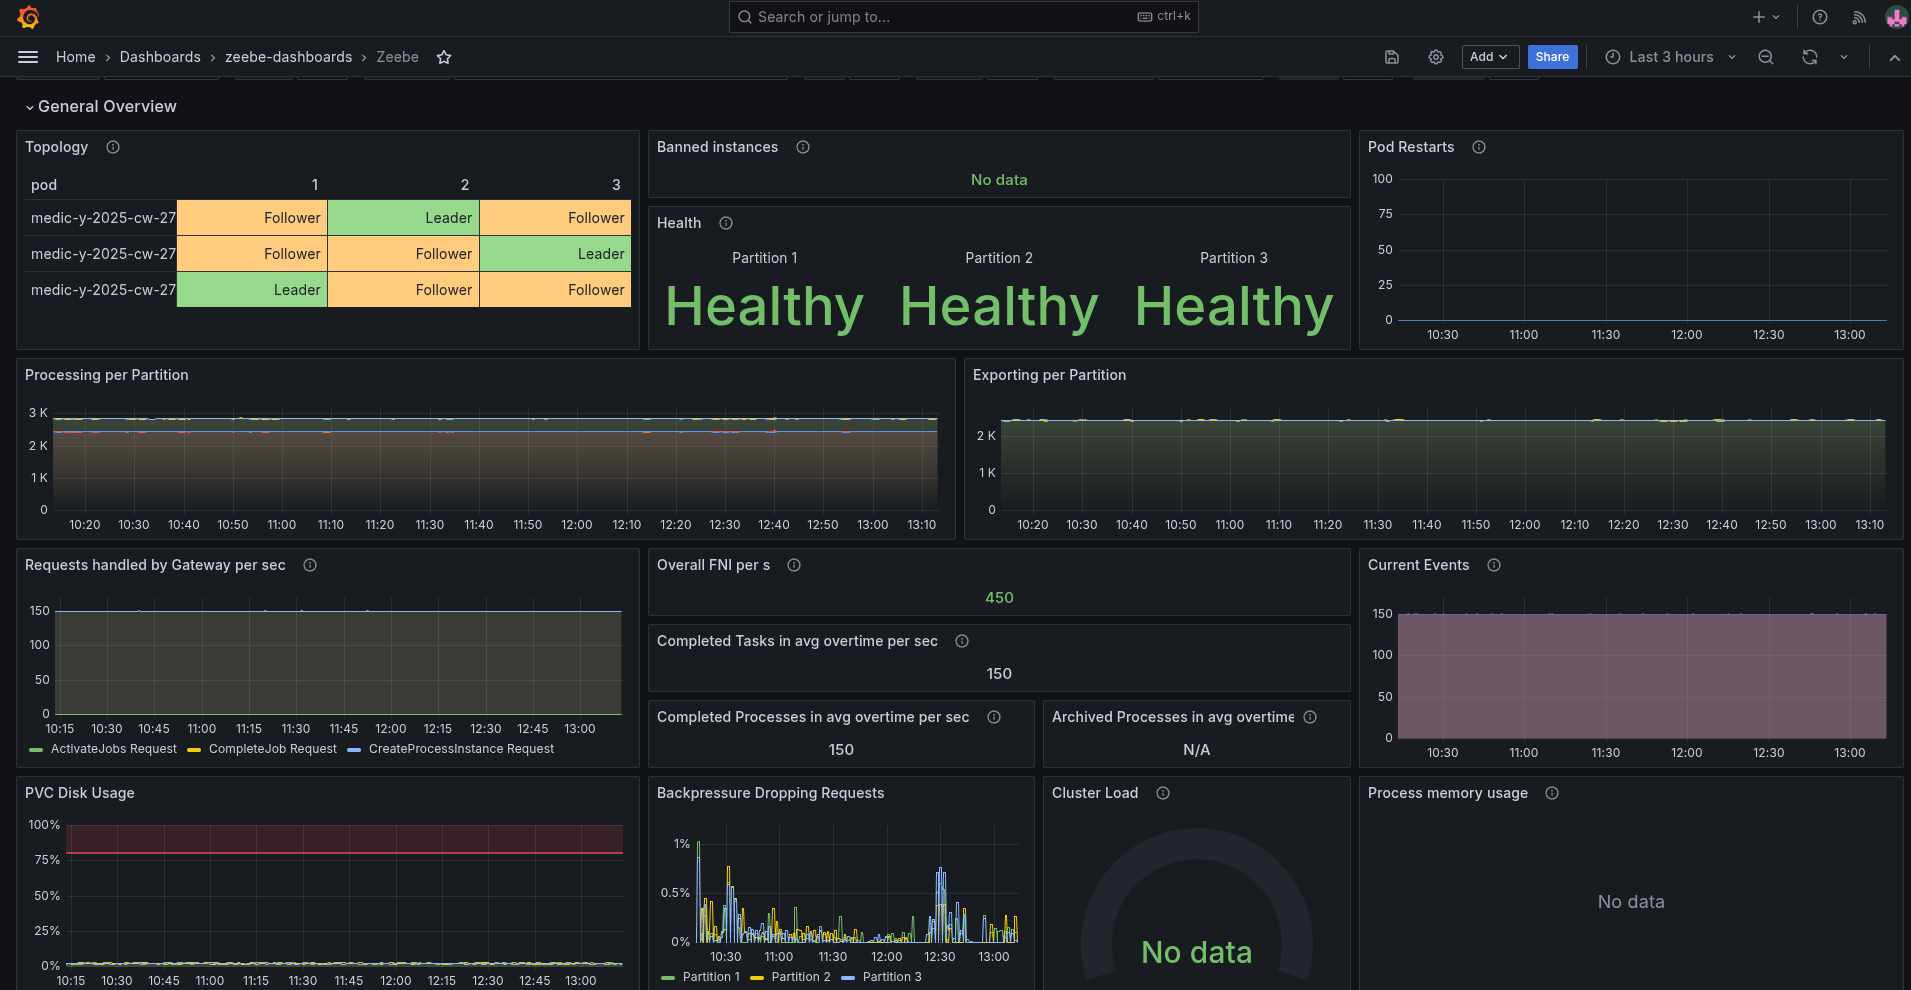 Search or jump to...
ctrl+k
Home › Dashboards › zeebe-dashboards › Zeebe
Add
Share
Last 3 hours
General Overview
Topology
pod 1 2 3
medic-y-2025-cw-27 Follower Leader Follower
medic-y-2025-cw-27 Follower Follower Leader
medic-y-2025-cw-27 Leader Follower Follower
Banned instances
No data
Health
Partition 1 Partition 2 Partition 3
Healthy Healthy Healthy
Pod Restarts
100
75
50
25
0
10:30 11:00 11:30 12:00 12:30 13:00
Processing per Partition
3 K
2 K
1 K
0
10:20 10:30 10:40 10:50 11:00 11:10 11:20 11:30 11:40 11:50 12:00 12:10 12:20 12:30 12:40 12:50 13:00 13:10
Exporting per Partition
2 K
1 K
0
10:20 10:30 10:40 10:50 11:00 11:10 11:20 11:30 11:40 11:50 12:00 12:10 12:20 12:30 12:40 12:50 13:00 13:10
Requests handled by Gateway per sec
150
100
50
0
10:15 10:30 10:45 11:00 11:15 11:30 11:45 12:00 12:15 12:30 12:45 13:00
ActivateJobs Request CompleteJob Request CreateProcessInstance Request
Overall FNI per s
450
Completed Tasks in avg overtime per sec
150
Completed Processes in avg overtime per sec
150
Archived Processes in avg overtime
N/A
Current Events
150
100
50
0
10:30 11:00 11:30 12:00 12:30 13:00
PVC Disk Usage
100%
75%
50%
25%
0%
10:15 10:30 10:45 11:00 11:15 11:30 11:45 12:00 12:15 12:30 12:45 13:00
Backpressure Dropping Requests
1%
0.5%
0%
10:30 11:00 11:30 12:00 12:30 13:00
Partition 1 Partition 2 Partition 3
Cluster Load
No data
Process memory usage
No data